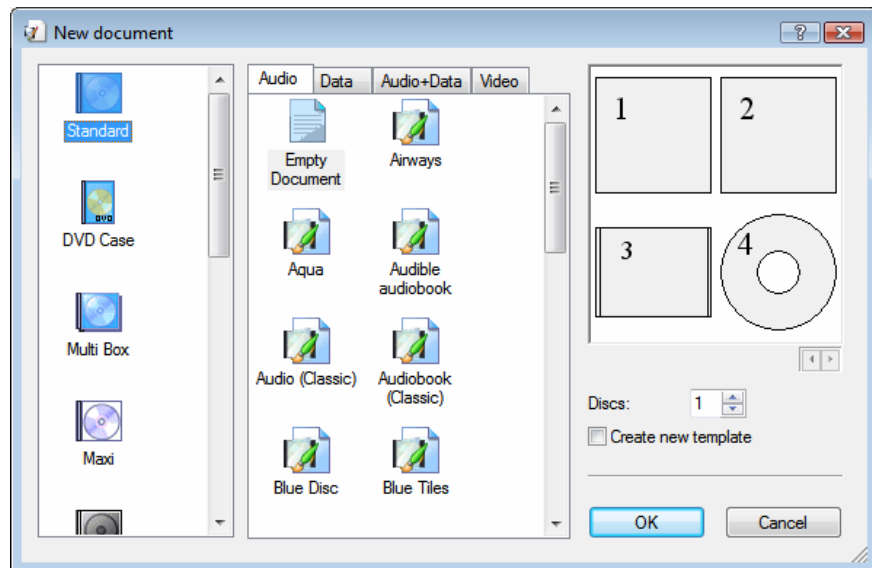 New document
Standard
DVD
DVD Case
Multi Box
Maxi
Audio
Data
Audio+Data
Video
Empty
Document
Airways
Aqua
Audible
audiobook
Audio (Classic)
Audiobook
(Classic)
Blue Disc
Blue Tiles
1
2
3
4
Discs:
1
Create new template
OK
Cancel